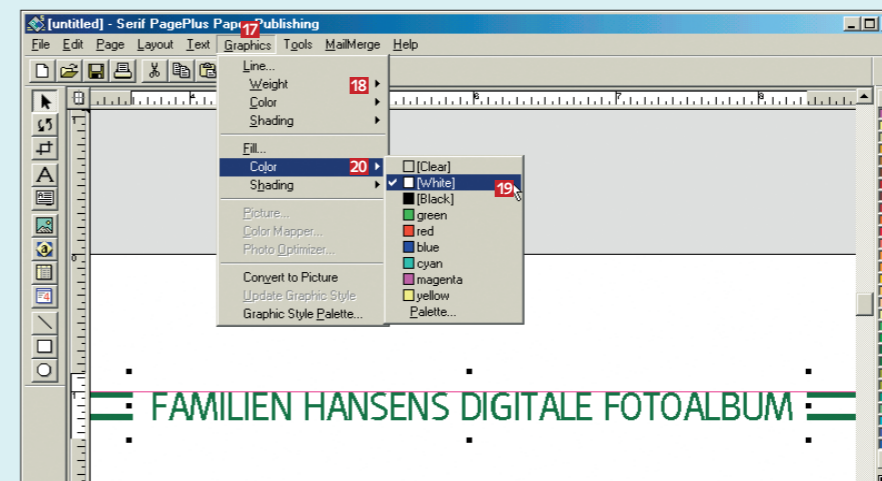 [untitled] - Serif PagePlus Paper Publishing
17
File Edit Page Layout Text Graphics Tools MailMerge Help
Line...
Weight 18
Color
Shading
Fill...
Color 20
Shading
Picture...
Color Mapper...
Photo Optimizer...
Convert to Picture
Update Graphic Style
Graphic Style Palette...
[Clear]
[White] 19
[Black]
green
red
blue
cyan
magenta
yellow
Palette...
FAMILIEN HANSENS DIGITALE FOTOALBUM